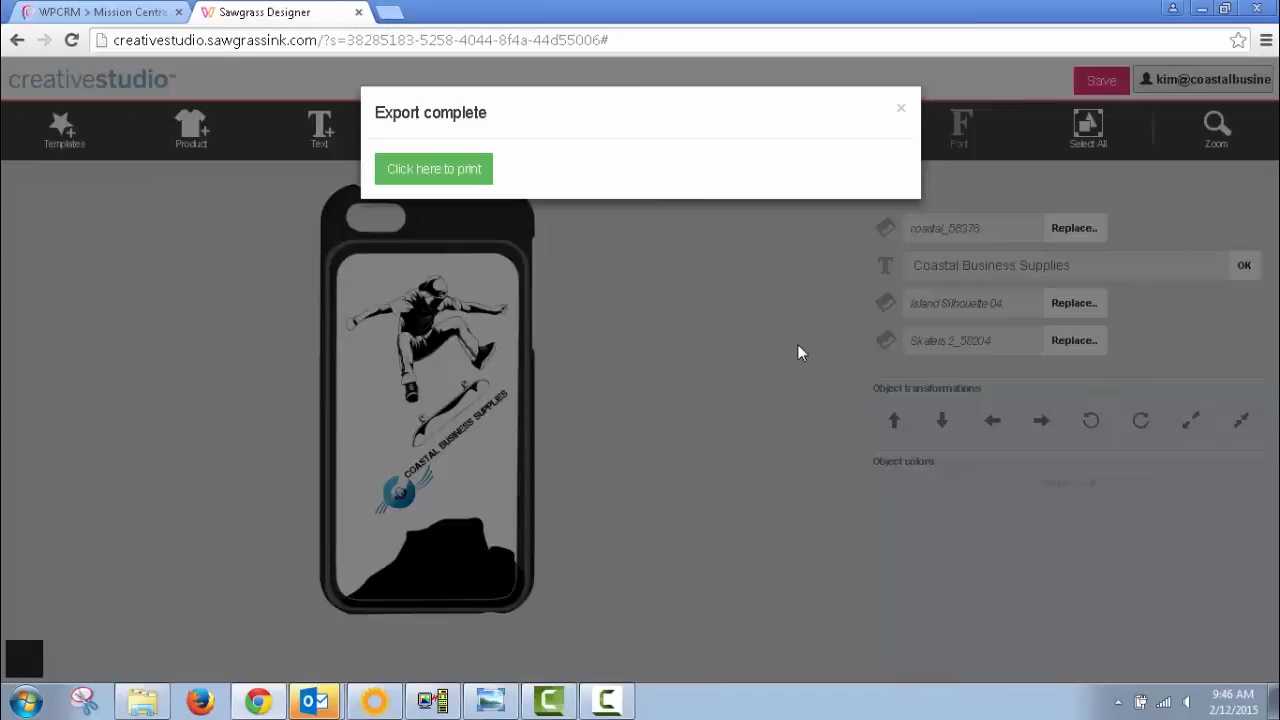 WPCRM > Mission Centra
Sawgrass Designer
creativestudio.sawgrassink.com/?s=38285183-5258-4044-8f4a-44d55006#
creativestudio™
Save
kim@coastalbusine
Export complete
Click here to print
Templates
Product
Text
Font
Select All
Zoom
coastal_58376
Replace..
Coastal Business Supplies
OK
Island Silhouette 04
Replace..
Skaters 2_58204
Replace..
Object transformations
Object colors
COASTAL BUSINESS SUPPLIES
9:46 AM
2/12/2015